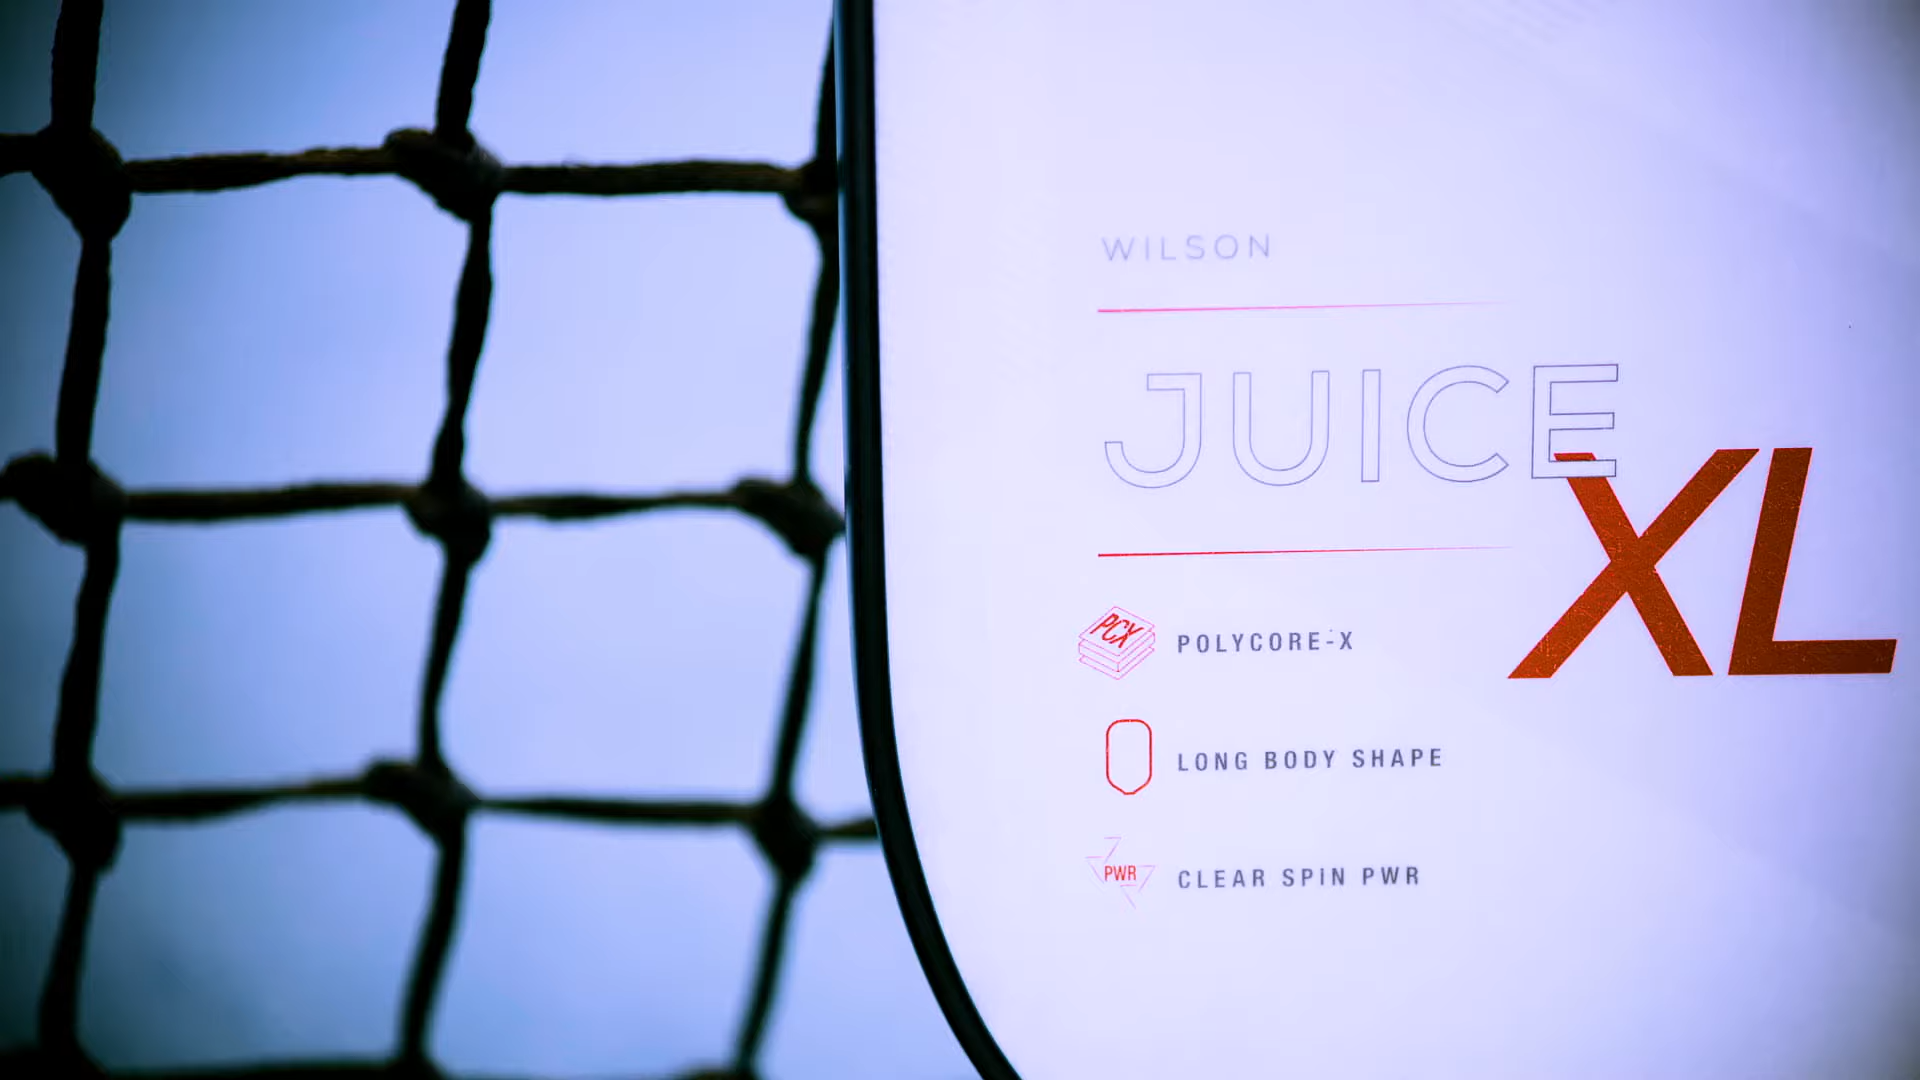 WILSON
JUICE
XL
PCX
POLYCORE-X
LONG BODY SHAPE
PWR
CLEAR SPIN PWR